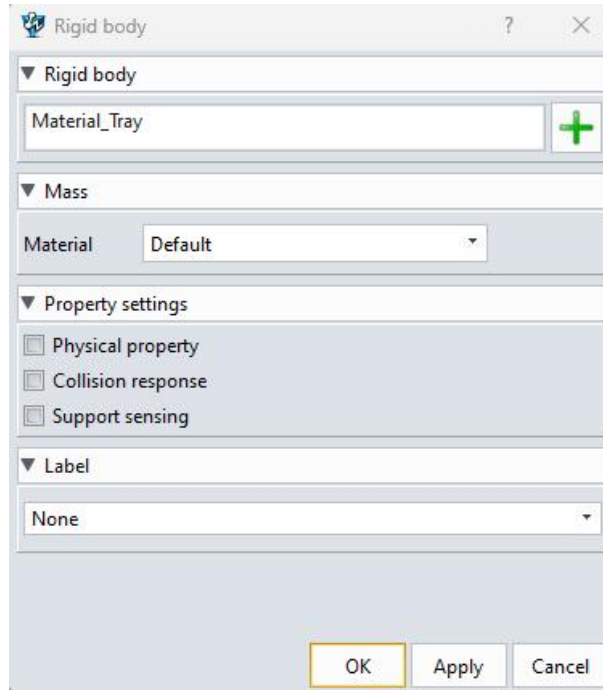 Rigid body
Rigid body
Material_Tray
Mass
Material Default
Property settings
Physical property
Collision response
Support sensing
Label
None
OK Apply Cancel